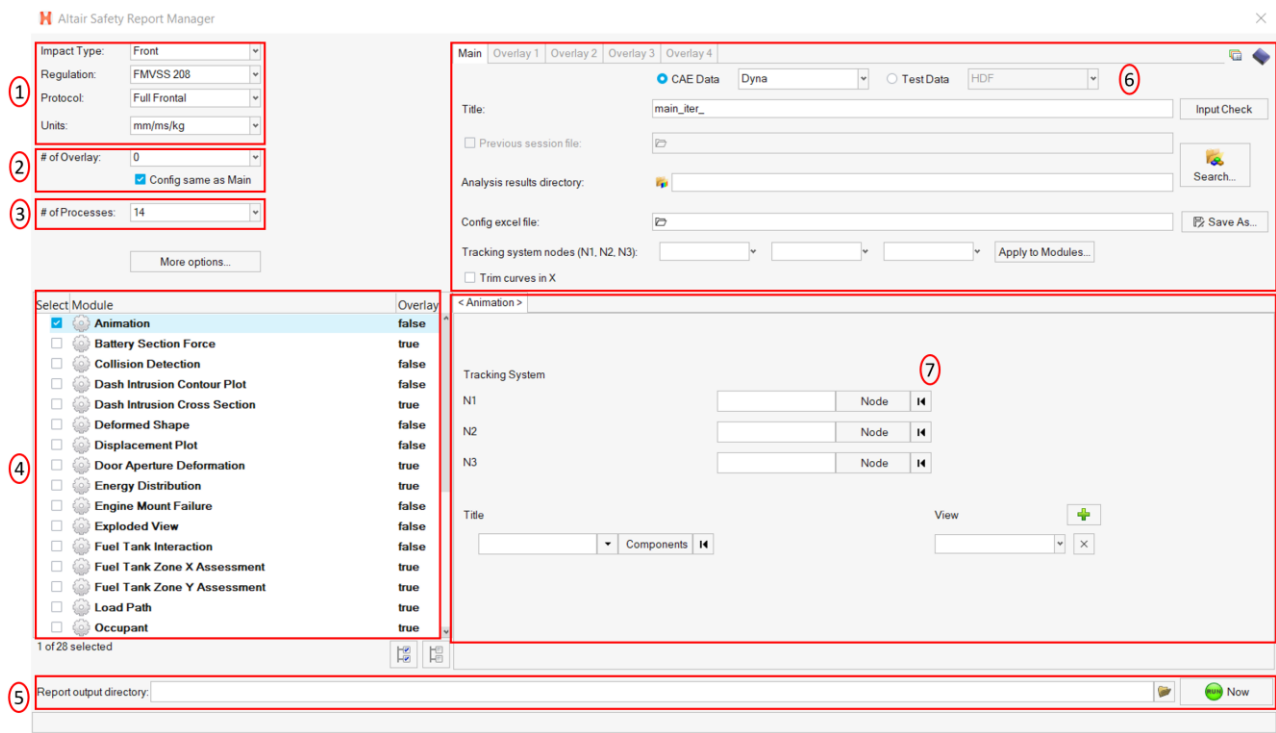 Altair Safety Report Manager
1
Impact Type: Front
Regulation: FMVSS 208
Protocol: Full Frontal
Units: mm/ms/kg
2
# of Overlay: 0
Config same as Main
3
# of Processes: 14
More options...
Main Overlay 1 Overlay 2 Overlay 3 Overlay 4
CAE Data Dyna Test Data HDF 6
Title: main_iter_ Input Check
Previous session file:
Search...
Analysis results directory:
Config excel file: Save As...
Tracking system nodes (N1, N2, N3): Apply to Modules...
Trim curves in X
4
Select Module Overlay
Animation false
Battery Section Force true
Collision Detection false
Dash Intrusion Contour Plot false
Dash Intrusion Cross Section true
Deformed Shape false
Displacement Plot false
Door Aperture Deformation true
Energy Distribution true
Engine Mount Failure false
Exploded View false
Fuel Tank Interaction false
Fuel Tank Zone X Assessment true
Fuel Tank Zone Y Assessment true
Load Path true
Occupant true
1 of 28 selected
< Animation >
7
Tracking System
N1 Node
N2 Node
N3 Node
Title View
Components
5
Report output directory: RUN Now